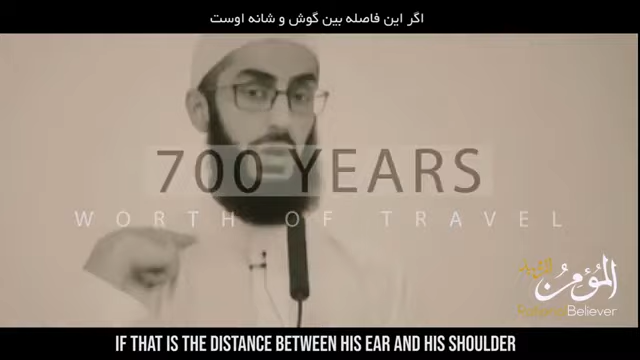 اگر این فاصله بین گوش و شانه اوست
700 YEARS
WORTH OF TRAVEL
المؤمن
Believer
IF THAT IS THE DISTANCE BETWEEN HIS EAR AND HIS SHOULDER